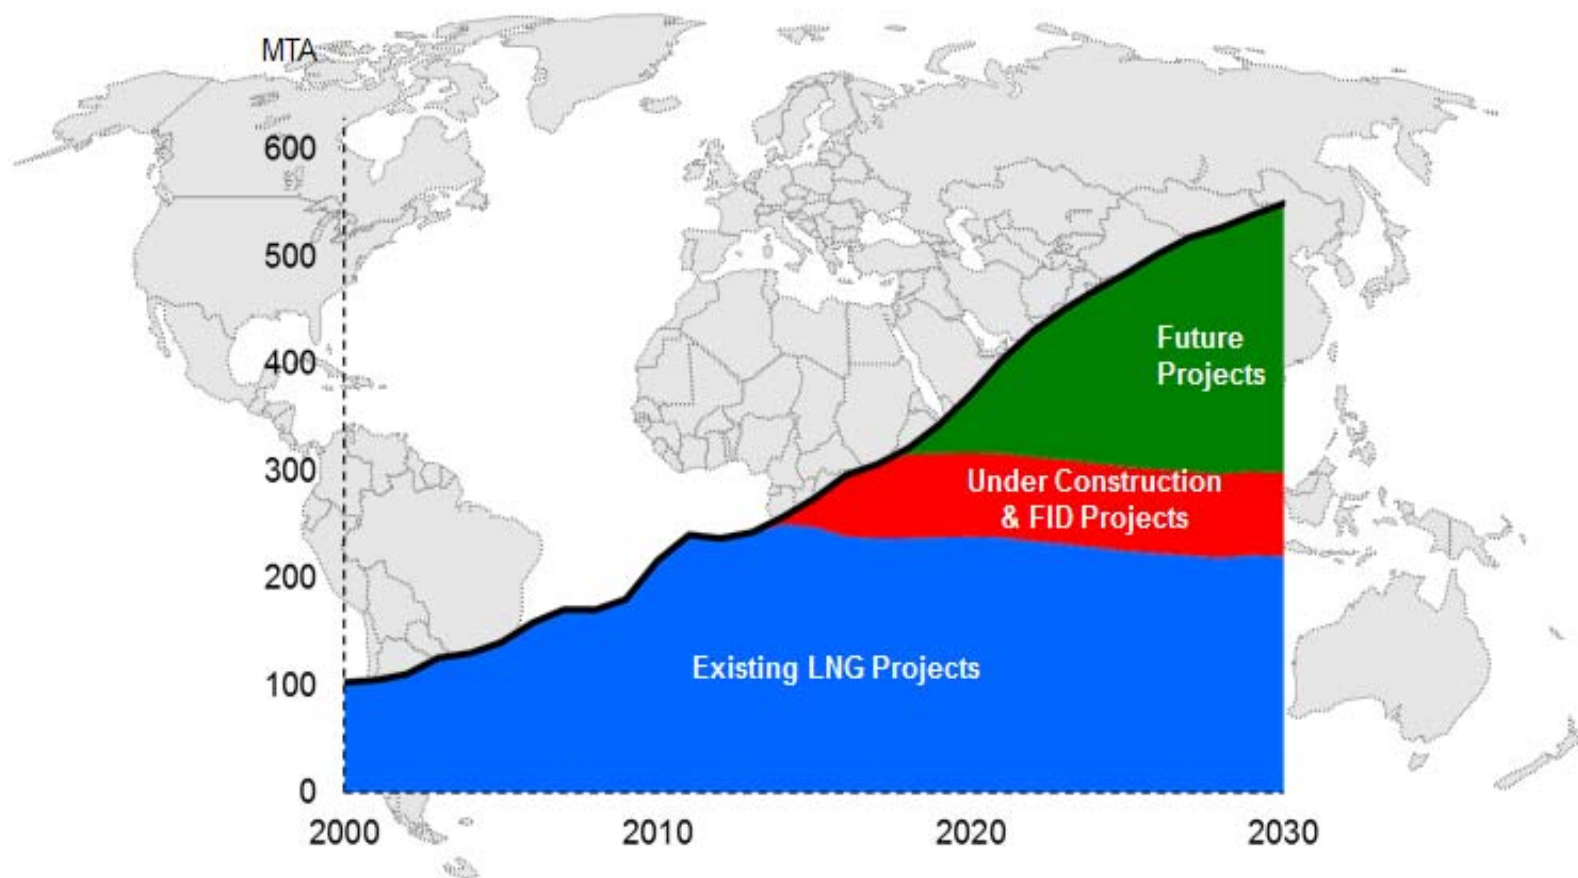 MTA
600
500
400
300
200
100
0
Future
Projects
Under Construction
& FID Projects
Existing LNG Projects
2000 2010 2020 2030